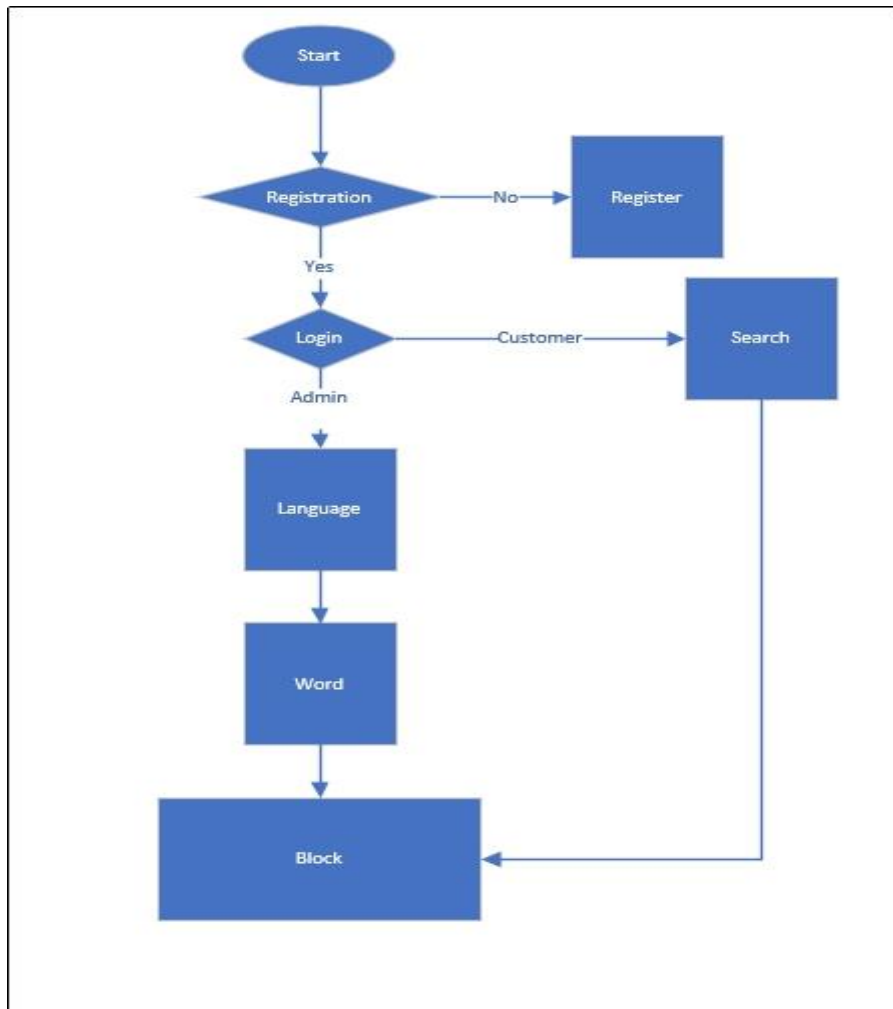 Start
Registration
No
Register
Yes
Login
Customer
Search
Admin
Language
Word
Block